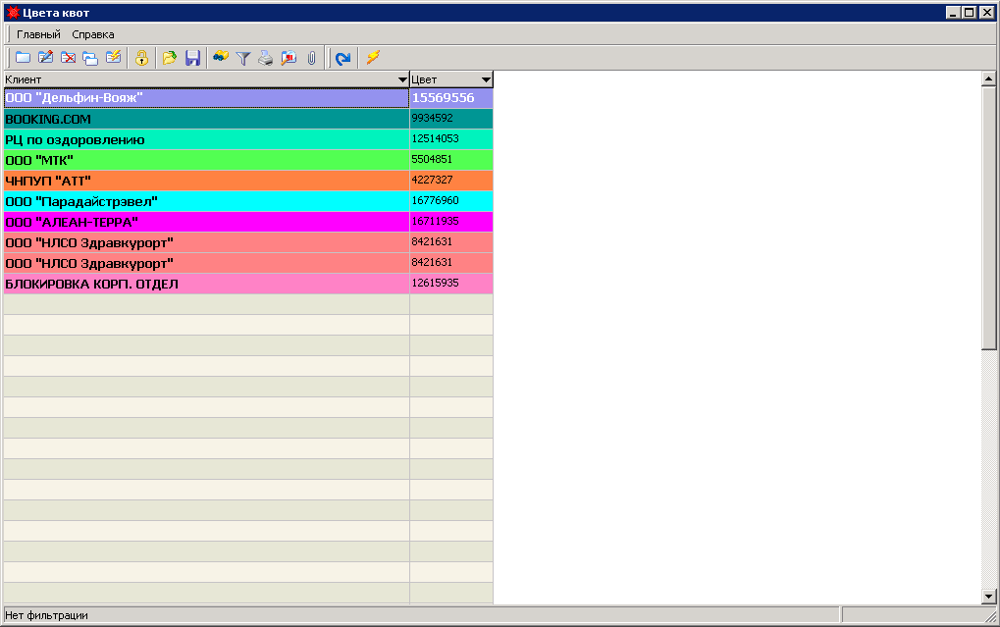 Цвета квот
Главный Справка
Клиент Цвет
ООО "Дельфин-Вояж" 15569556
BOOKING.COM 9934592
РЦ по оздоровлению 12514053
ООО "МТК" 5504851
ЧНПУП "АТТ" 4227327
ООО "Парадайстрэвел" 16776960
ООО "АЛЕАН-ТЕРРА" 16711935
ООО "НЛСО Здравкурорт" 8421631
ООО "НЛСО Здравкурорт" 8421631
БЛОКИРОВКА КОРП. ОТДЕЛ 12615935
Нет фильтрации